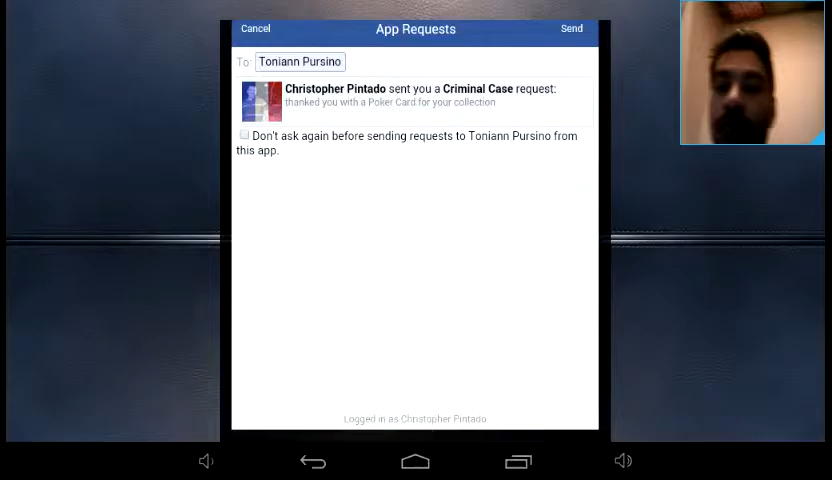 Cancel App Requests Send
To: Toniann Pursino
Christopher Pintado sent you a Criminal Case request:
thanked you with a Poker Card for your collection
Don't ask again before sending requests to Toniann Pursino from
this app.
Logged in as Christopher Pintado